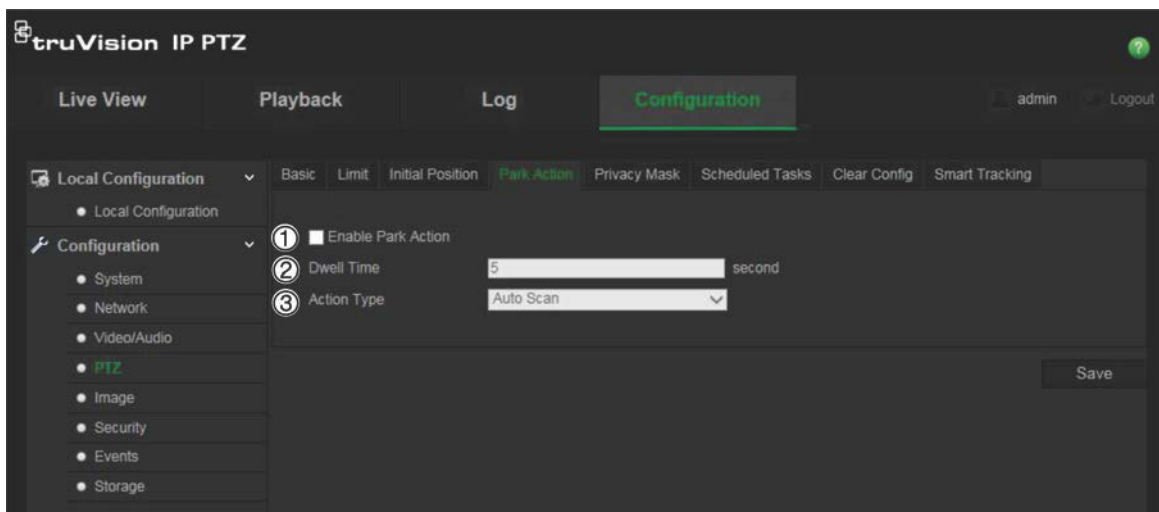 truVision IP PTZ
?
Live View Playback Log Configuration admin Logout
Local Configuration
Local Configuration
Configuration
System
Network
Video/Audio
PTZ
Image
Security
Events
Storage
Basic Limit Initial Position Park Action Privacy Mask Scheduled Tasks Clear Config Smart Tracking
① Enable Park Action
② Dwell Time 5 second
③ Action Type Auto Scan
Save